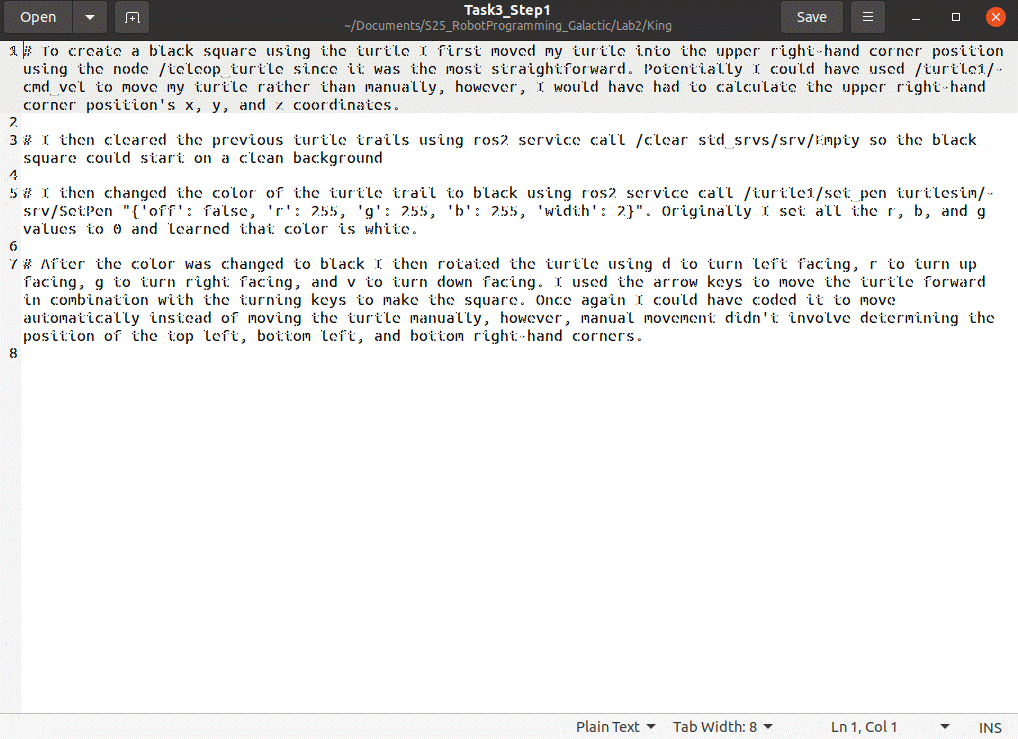 Open
Task3_Step1
~/Documents/S25_RobotProgramming_Galactic/Lab2/King
Save
1 # To create a black square using the turtle I first moved my turtle into the upper right-hand corner position
using the node /teleop_turtle since it was the most straightforward. Potentially I could have used /turtle1/-
cmd_vel to move my turtle rather than manually, however, I would have had to calculate the upper right-hand
corner position's x, y, and z coordinates.
2
3 # I then cleared the previous turtle trails using ros2 service call /clear std_srvs/srv/Empty so the black
square could start on a clean background
4
5 # I then changed the color of the turtle trail to black using ros2 service call /turtle1/set_pen turtlesim/-
srv/SetPen "{'off': false, 'r': 255, 'g': 255, 'b': 255, 'width': 2}". Originally I set all the r, b, and g
values to 0 and learned that color is white.
6
7 # After the color was changed to black I then rotated the turtle using d to turn left facing, r to turn up
facing, g to turn right facing, and v to turn down facing. I used the arrow keys to move the turtle forward
in combination with the turning keys to make the square. Once again I could have coded it to move
automatically instead of moving the turtle manually, however, manual movement didn't involve determining the
position of the top left, bottom left, and bottom right-hand corners.
8
Plain Text Tab Width: 8 Ln 1, Col 1 INS